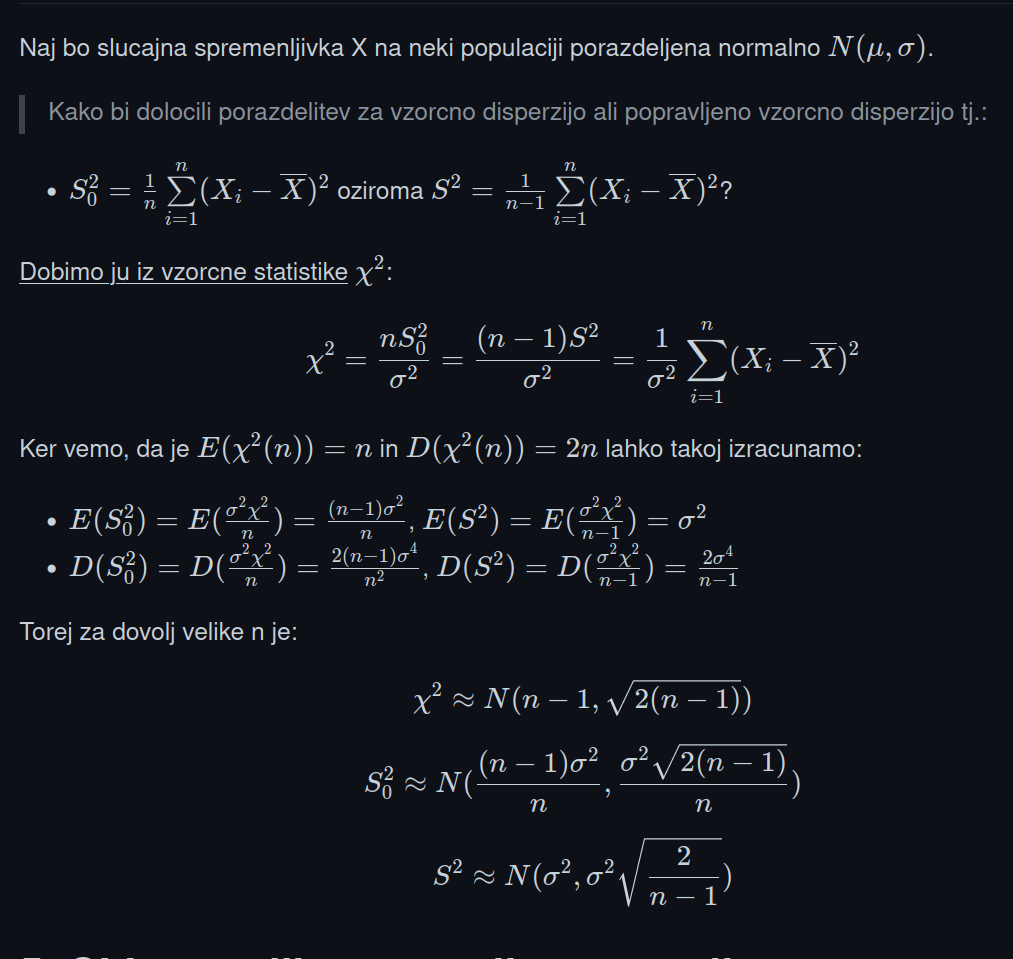 Naj bo slucajna spremenljivka X na neki populaciji porazdeljena normalno $N(\mu, \sigma)$.
Kako bi dolocili porazdelitev za vzorcno disperzijo ali popravljeno vzorcno disperzijo tj.:
• $S_0^2 = \frac{1}{n} \sum_{i=1}^{n} (X_i - \overline{X})^2$ oziroma $S^2 = \frac{1}{n-1} \sum_{i=1}^{n} (X_i - \overline{X})^2$?
Dobimo ju iz vzorcne statistike $\chi^2$:
$\chi^2 = \frac{nS_0^2}{\sigma^2} = \frac{(n-1)S^2}{\sigma^2} = \frac{1}{\sigma^2} \sum_{i=1}^{n} (X_i - \overline{X})^2$
Ker vemo, da je $E(\chi^2(n)) = n$ in $D(\chi^2(n)) = 2n$ lahko takoj izracunamo:
• $E(S_0^2) = E(\frac{\sigma^2\chi^2}{n}) = \frac{(n-1)\sigma^2}{n}$, $E(S^2) = E(\frac{\sigma^2\chi^2}{n-1}) = \sigma^2$
• $D(S_0^2) = D(\frac{\sigma^2\chi^2}{n}) = \frac{2(n-1)\sigma^4}{n^2}$, $D(S^2) = D(\frac{\sigma^2\chi^2}{n-1}) = \frac{2\sigma^4}{n-1}$
Torej za dovolj velike n je:
$\chi^2 \approx N(n-1, \sqrt{2(n-1)})$
$S_0^2 \approx N(\frac{(n-1)\sigma^2}{n}, \frac{\sigma^2\sqrt{2(n-1)}}{n})$
$S^2 \approx N(\sigma^2, \sigma^2\sqrt{\frac{2}{n-1}})$